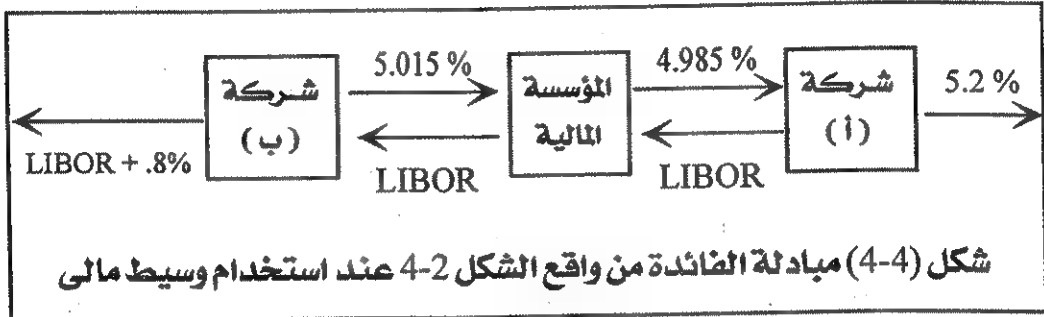 5.015 %
4.985 %
5.2 %
شركة
(ب)
المؤسسة
المالية
شركة
(أ)
LIBOR + .8%
LIBOR
LIBOR
شكل (4-4) مبادلة الفائدة من واقع الشكل 2-4 عند استخدام وسيط مالى